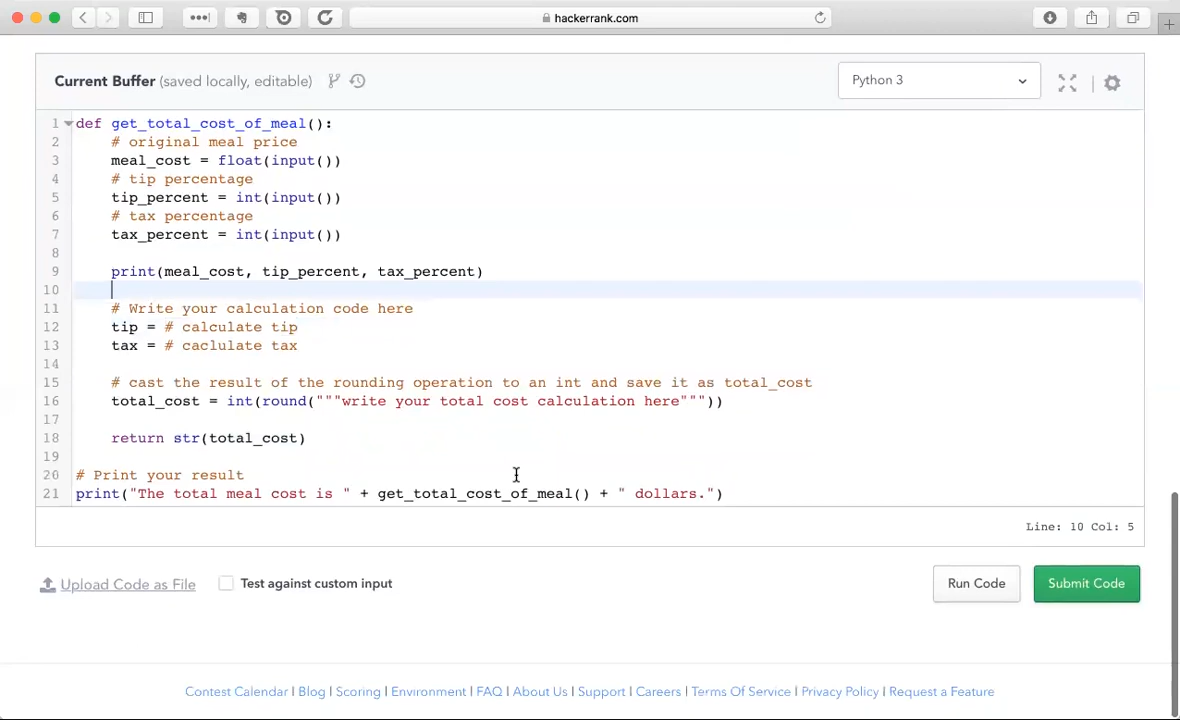 hackerrank.com
Current Buffer (saved locally, editable)
Python 3
1 def get_total_cost_of_meal():
2     # original meal price
3     meal_cost = float(input())
4     # tip percentage
5     tip_percent = int(input())
6     # tax percentage
7     tax_percent = int(input())
8
9     print(meal_cost, tip_percent, tax_percent)
10
11     # Write your calculation code here
12     tip = # calculate tip
13     tax = # caclulate tax
14
15     # cast the result of the rounding operation to an int and save it as total_cost
16     total_cost = int(round("""write your total cost calculation here"""))
17
18     return str(total_cost)
19
20 # Print your result
21 print("The total meal cost is " + get_total_cost_of_meal() + " dollars.")
Line: 10 Col: 5
Upload Code as File
Test against custom input
Run Code
Submit Code
Contest Calendar | Blog | Scoring | Environment | FAQ | About Us | Support | Careers | Terms Of Service | Privacy Policy | Request a Feature